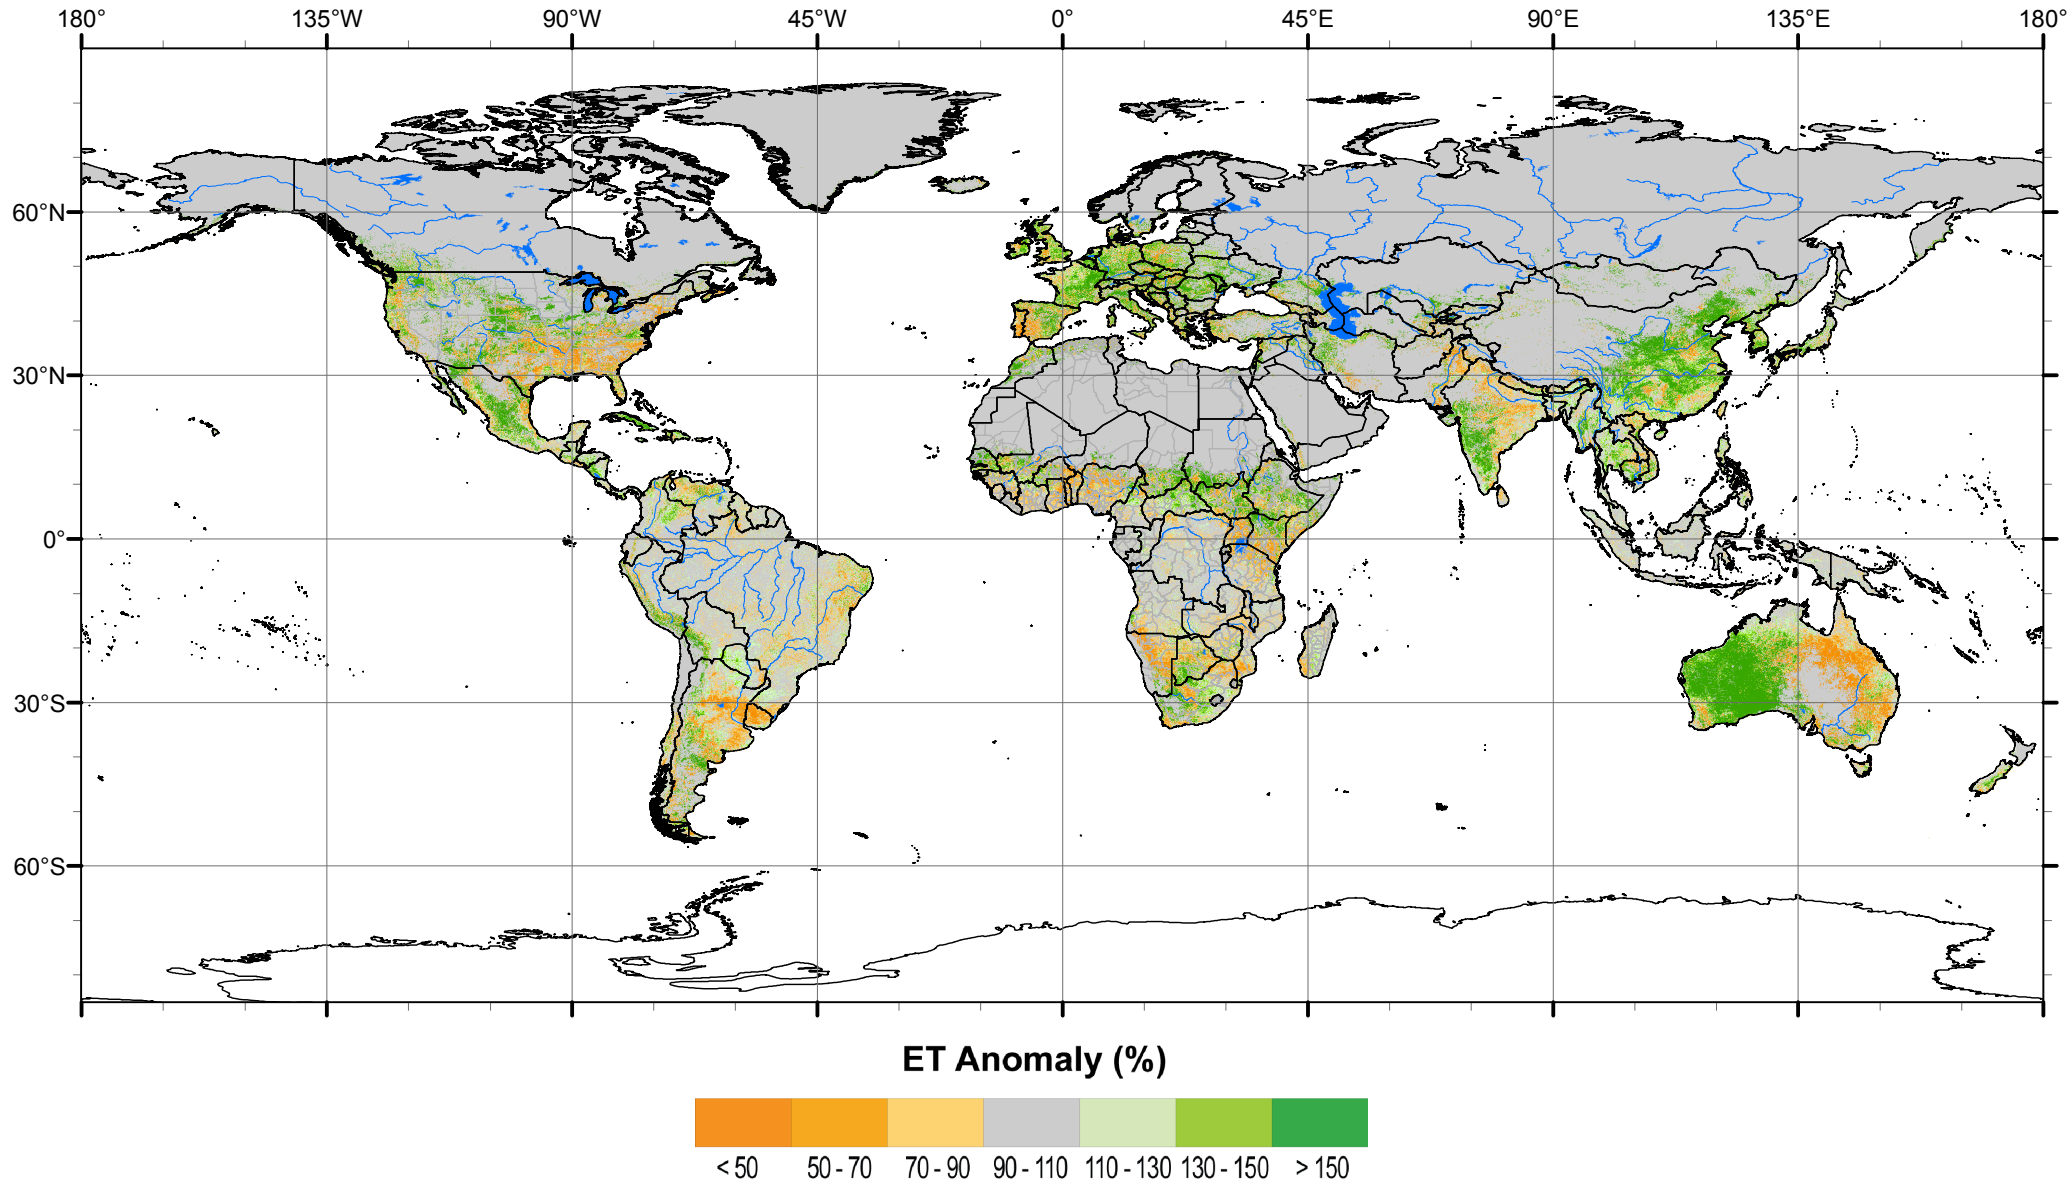 180° 135°W 90°W 45°W 0° 45°E 90°E 135°E 180°
60°N
30°N
0°
30°S
60°S
ET Anomaly (%)
< 50 50 - 70 70 - 90 90 - 110 110 - 130 130 - 150 > 150